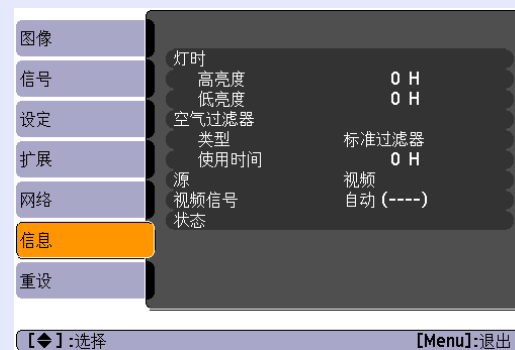 图像
信号
设定
扩展
网络
信息
重设
灯时
高亮度 0 H
低亮度 0 H
空气过滤器
类型 标准过滤器
使用时间 0 H
源 视频
视频信号 自动 (----)
状态
[◆] :选择 [Menu]:退出